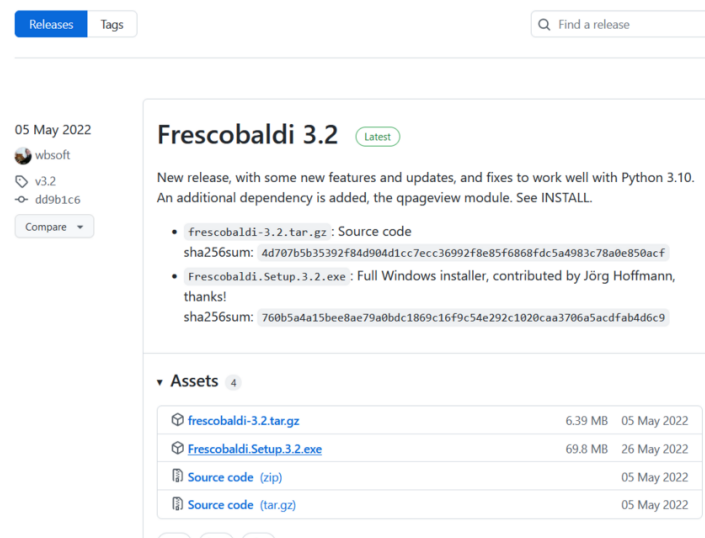 Releases Tags
Find a release
05 May 2022
wbsoft
v3.2
dd9b1c6
Compare
Frescobaldi 3.2 Latest
New release, with some new features and updates, and fixes to work well with Python 3.10.
An additional dependency is added, the qpageview module. See INSTALL.
frescobaldi-3.2.tar.gz : Source code
sha256sum: 4d707b5b35392f84d904d1cc7ecc36992f8e85f6868fdc5a4983c78a0e850acf
Frescobaldi.Setup.3.2.exe : Full Windows installer, contributed by Jörg Hoffmann,
thanks!
sha256sum: 760b5a4a15bee8ae79a0bdc1869c16f9c54e292c1020caa3706a5acdfab4d6c9
Assets 4
frescobaldi-3.2.tar.gz 6.39 MB 05 May 2022
Frescobaldi.Setup.3.2.exe 69.8 MB 26 May 2022
Source code (zip) 05 May 2022
Source code (tar.gz) 05 May 2022